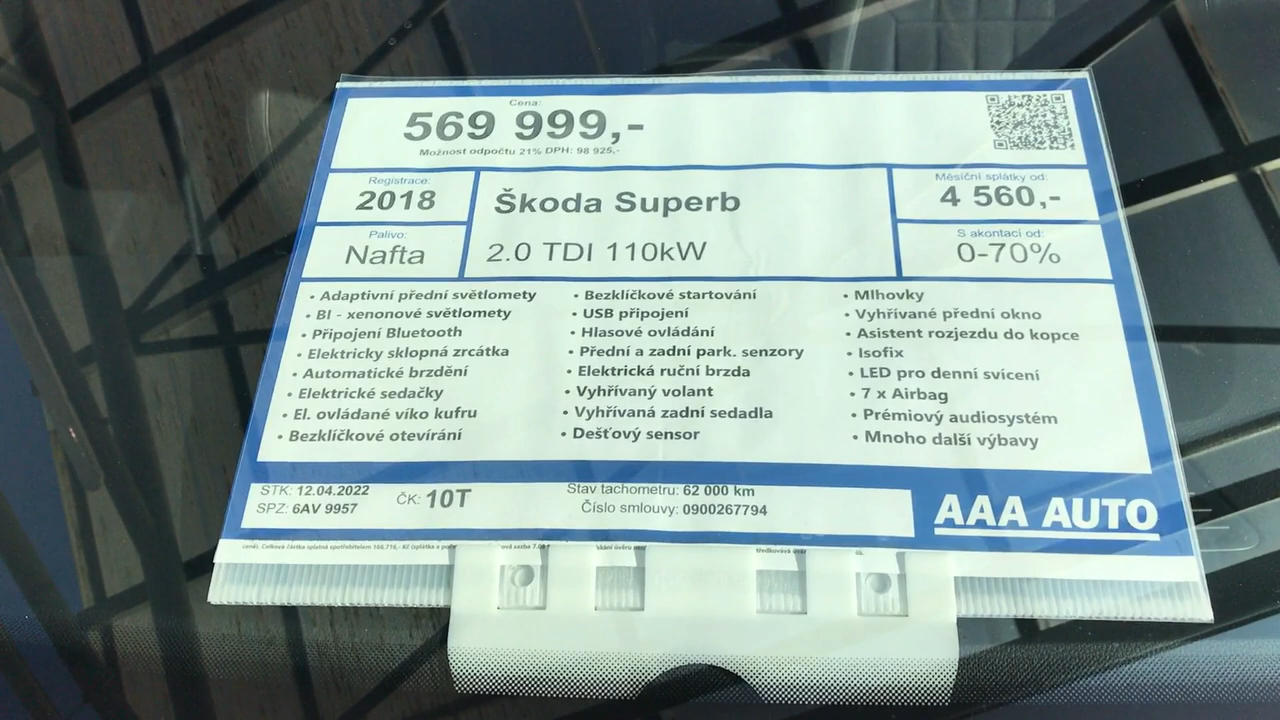 Cena:
569 999,-
Možnost odpočtu 21% DPH: 98 925,-
Registrace:
2018
Palivo:
Nafta
Škoda Superb
2.0 TDI 110kW
Měsíční splátky od:
4 560,-
S akontací od:
0-70%
• Adaptivní přední světlomety
• BI - xenonové světlomety
• Připojení Bluetooth
• Elektricky sklopná zrcátka
• Automatické brzdění
• Elektrické sedačky
• El. ovládané víko kufru
• Bezklíčkové otevírání
• Bezklíčkové startování
• USB připojení
• Hlasové ovládání
• Přední a zadní park. senzory
• Elektrická ruční brzda
• Vyhřívaný volant
• Vyhřívaná zadní sedadla
• Dešťový sensor
• Mlhovky
• Vyhřívané přední okno
• Asistent rozjezdu do kopce
• Isofix
• LED pro denní svícení
• 7 x Airbag
• Prémiový audiosystém
• Mnoho další výbavy
STK: 12.04.2022
SPZ: 6AV 9957
ČK: 10T
Stav tachometru: 62 000 km
Číslo smlouvy: 0900267794
AAA AUTO